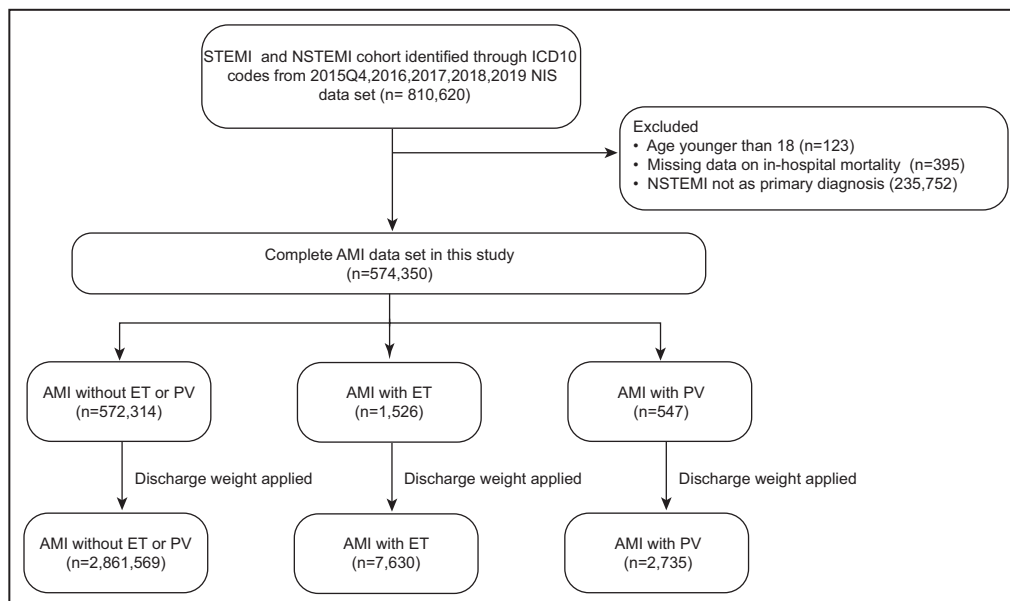 STEMI and NSTEMI cohort identified through ICD10
codes from 2015Q4,2016,2017,2018,2019 NIS
data set (n= 810,620)
Excluded
• Age younger than 18 (n=123)
• Missing data on in-hospital mortality (n=395)
• NSTEMI not as primary diagnosis (235,752)
Complete AMI data set in this study
(n=574,350)
AMI without ET or PV
(n=572,314)
AMI with ET
(n=1,526)
AMI with PV
(n=547)
Discharge weight applied
Discharge weight applied
Discharge weight applied
AMI without ET or PV
(n=2,861,569)
AMI with ET
(n=7,630)
AMI with PV
(n=2,735)